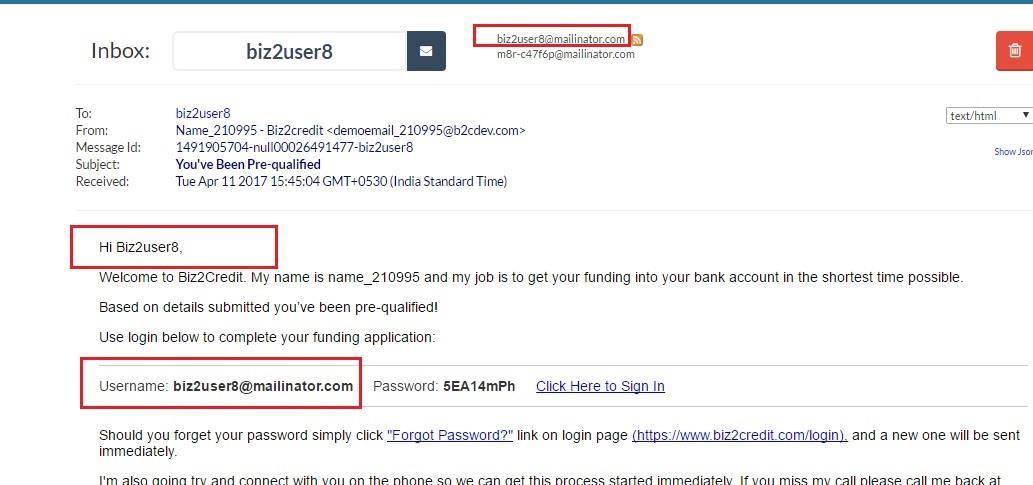 Inbox: biz2user8 biz2user8@mailinator.com
m8r-c47f6p@mailinator.com
To: biz2user8 text/html
From: Name_210995 - Biz2credit <demoemail_210995@b2cdev.com>
Message Id: 1491905704-null00026491477-biz2user8 Show Jsor
Subject: You've Been Pre-qualified
Received: Tue Apr 11 2017 15:45:04 GMT+0530 (India Standard Time)
Hi Biz2user8,
Welcome to Biz2Credit. My name is name_210995 and my job is to get your funding into your bank account in the shortest time possible.
Based on details submitted you’ve been pre-qualified!
Use login below to complete your funding application:
Username: biz2user8@mailinator.com Password: 5EA14mPh Click Here to Sign In
Should you forget your password simply click "Forgot Password?" link on login page (https://www.biz2credit.com/login), and a new one will be sent
immediately.
I'm also going try and connect with you on the phone so we can get this process started immediately. If you miss my call please call me back at